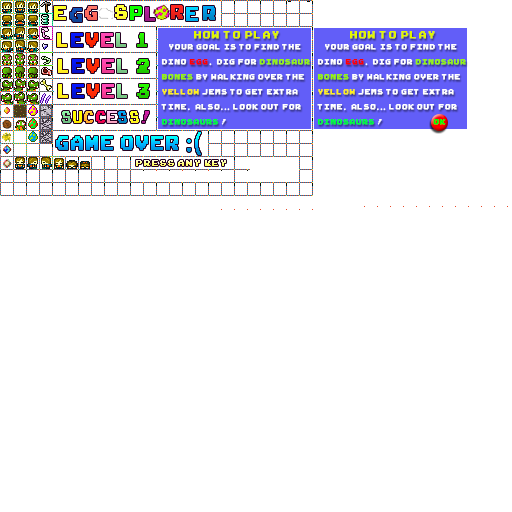 EGG SPLORER
LEVEL 1
LEVEL 2
LEVEL 3
SUCCESS!
GAME OVER :(
PRESS ANY KEY
HOW TO PLAY
YOUR GOAL IS TO FIND THE
DINO EGG. DIG FOR DINOSAUR
BONES BY WALKING OVER THE
YELLOW JEMS TO GET EXTRA
TIME. ALSO... LOOK OUT FOR
DINOSAURS !
HOW TO PLAY
YOUR GOAL IS TO FIND THE
DINO EGG. DIG FOR DINOSAUR
BONES BY WALKING OVER THE
YELLOW JEMS TO GET EXTRA
TIME. ALSO... LOOK OUT FOR
DINOSAURS !
OK